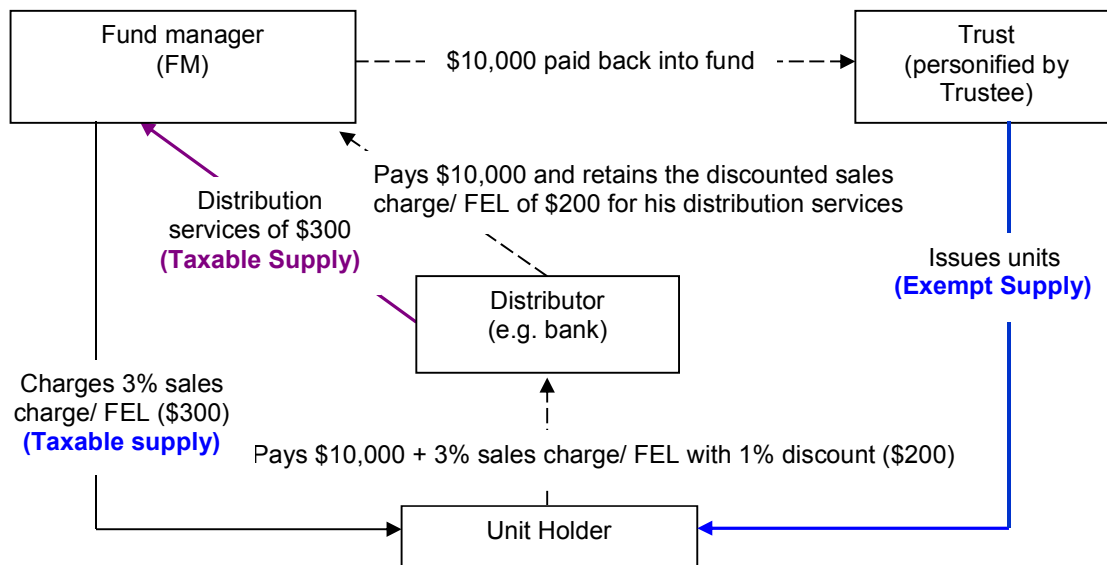 Fund manager
(FM)
$10,000 paid back into fund
Trust
(personified by
Trustee)
Pays $10,000 and retains the discounted sales
charge/ FEL of $200 for his distribution services
Distribution
services of $300
(Taxable Supply)
Issues units
(Exempt Supply)
Distributor
(e.g. bank)
Charges 3% sales
charge/ FEL ($300)
(Taxable supply)
Pays $10,000 + 3% sales charge/ FEL with 1% discount ($200)
Unit Holder